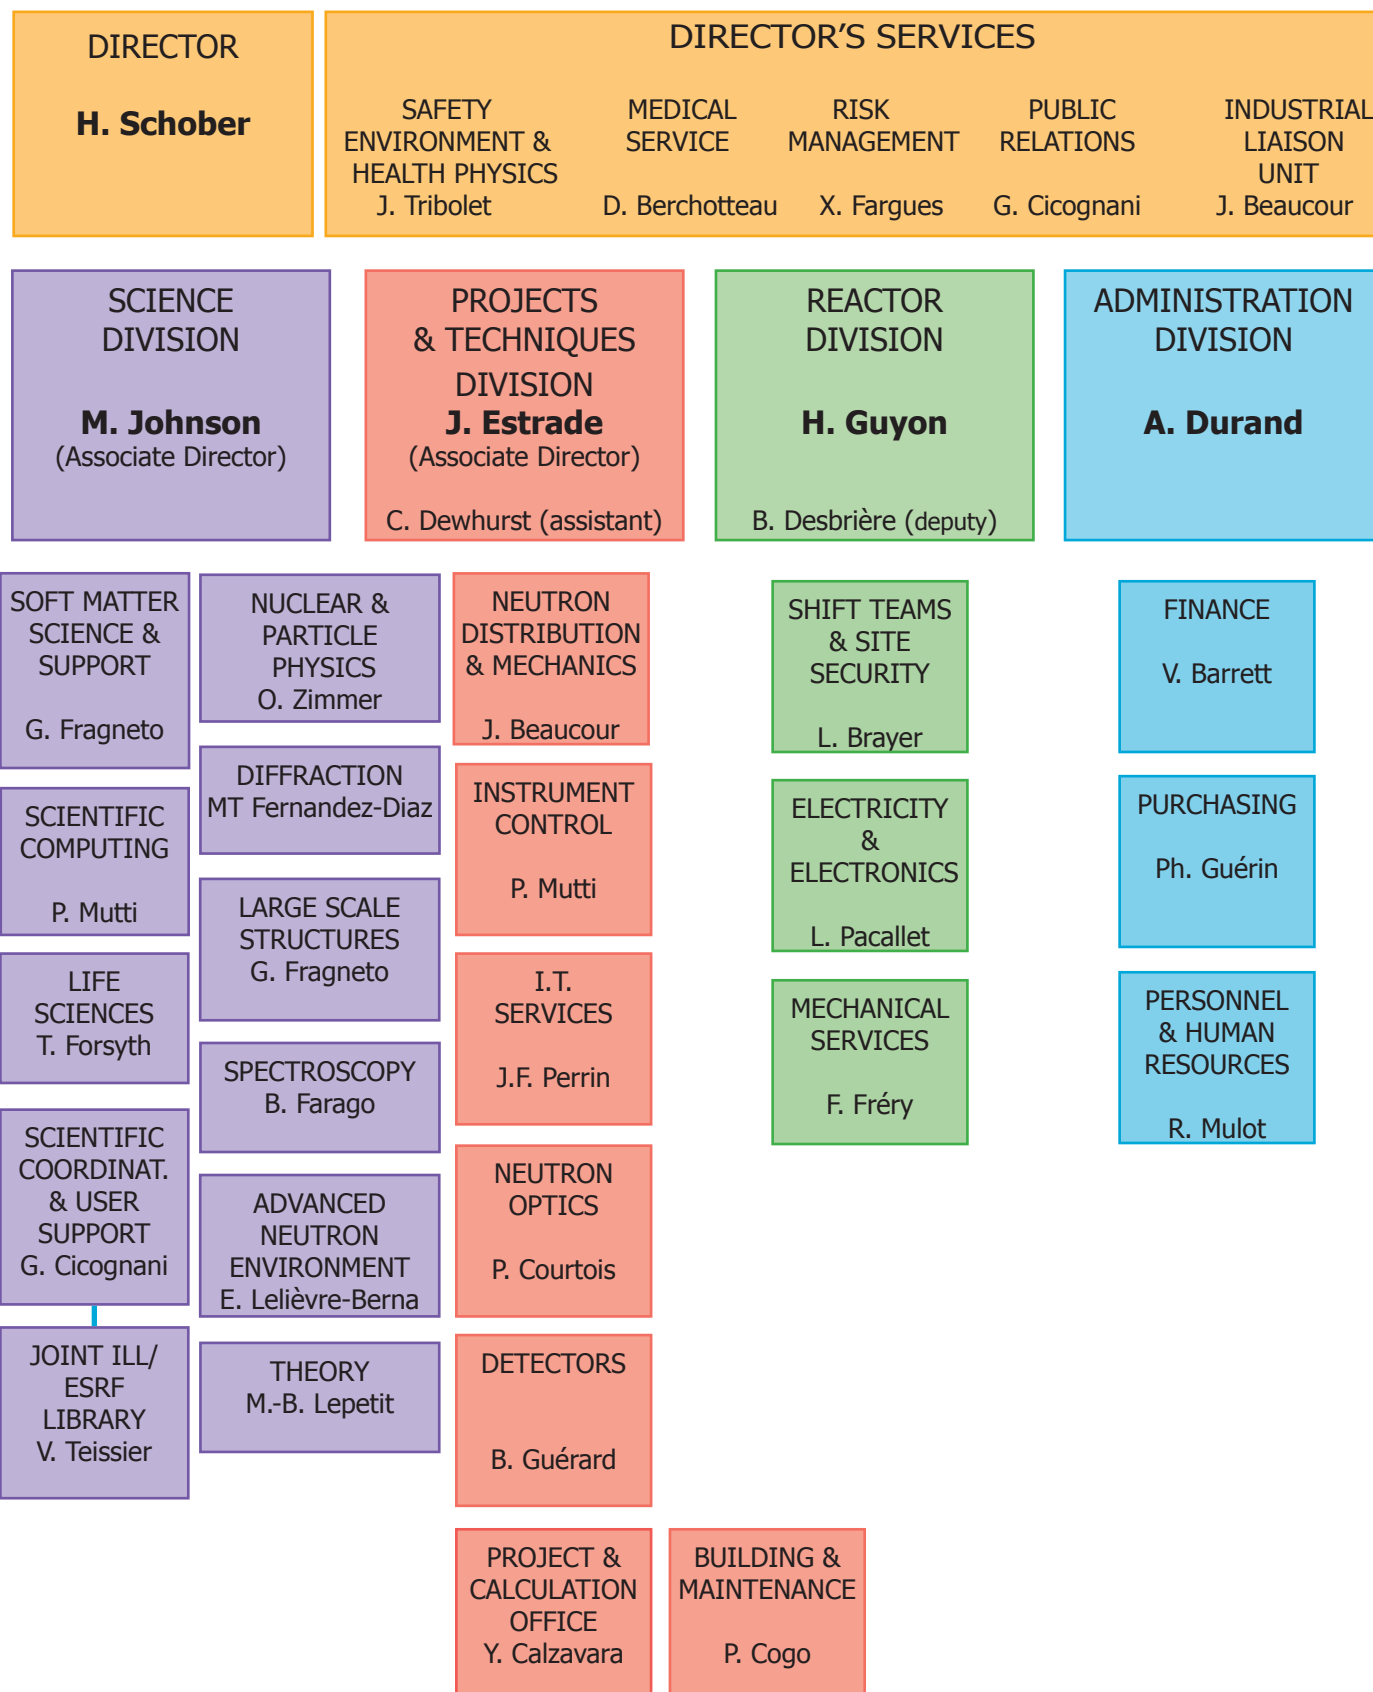 DIRECTOR
H. Schober
DIRECTOR’S SERVICES
SAFETY
ENVIRONMENT &
HEALTH PHYSICS
J. Tribolet
MEDICAL
SERVICE
D. Berchotteau
RISK
MANAGEMENT
X. Fargues
PUBLIC
RELATIONS
G. Cicognani
INDUSTRIAL
LIAISON
UNIT
J. Beaucour
SCIENCE
DIVISION
M. Johnson
(Associate Director)
PROJECTS
& TECHNIQUES
DIVISION
J. Estrade
(Associate Director)
C. Dewhurst (assistant)
REACTOR
DIVISION
H. Guyon
B. Desbrière (deputy)
ADMINISTRATION
DIVISION
A. Durand
SOFT MATTER
SCIENCE &
SUPPORT
G. Fragneto
SCIENTIFIC
COMPUTING
P. Mutti
LIFE
SCIENCES
T. Forsyth
SCIENTIFIC
COORDINAT.
& USER
SUPPORT
G. Cicognani
JOINT ILL/
ESRF
LIBRARY
V. Teissier
NUCLEAR &
PARTICLE
PHYSICS
O. Zimmer
DIFFRACTION
MT Fernandez-Diaz
LARGE SCALE
STRUCTURES
G. Fragneto
SPECTROSCOPY
B. Farago
ADVANCED
NEUTRON
ENVIRONMENT
E. Lelièvre-Berna
THEORY
M.-B. Lepetit
NEUTRON
DISTRIBUTION
& MECHANICS
J. Beaucour
INSTRUMENT
CONTROL
P. Mutti
I.T.
SERVICES
J.F. Perrin
NEUTRON
OPTICS
P. Courtois
DETECTORS
B. Guérard
PROJECT &
CALCULATION
OFFICE
Y. Calzavara
BUILDING &
MAINTENANCE
P. Cogo
SHIFT TEAMS
& SITE
SECURITY
L. Brayer
ELECTRICITY
&
ELECTRONICS
L. Pacallet
MECHANICAL
SERVICES
F. Fréry
FINANCE
V. Barrett
PURCHASING
Ph. Guérin
PERSONNEL
& HUMAN
RESOURCES
R. Mulot